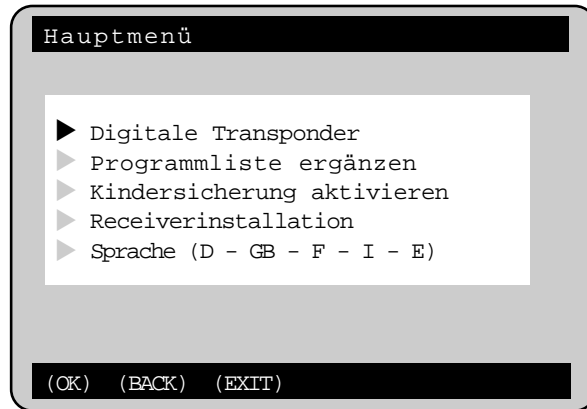 Hauptmenü
Digitale Transponder
Programmliste ergänzen
Kindersicherung aktivieren
Receiverinstallation
Sprache (D - GB - F - I - E)
(OK) (BACK) (EXIT)